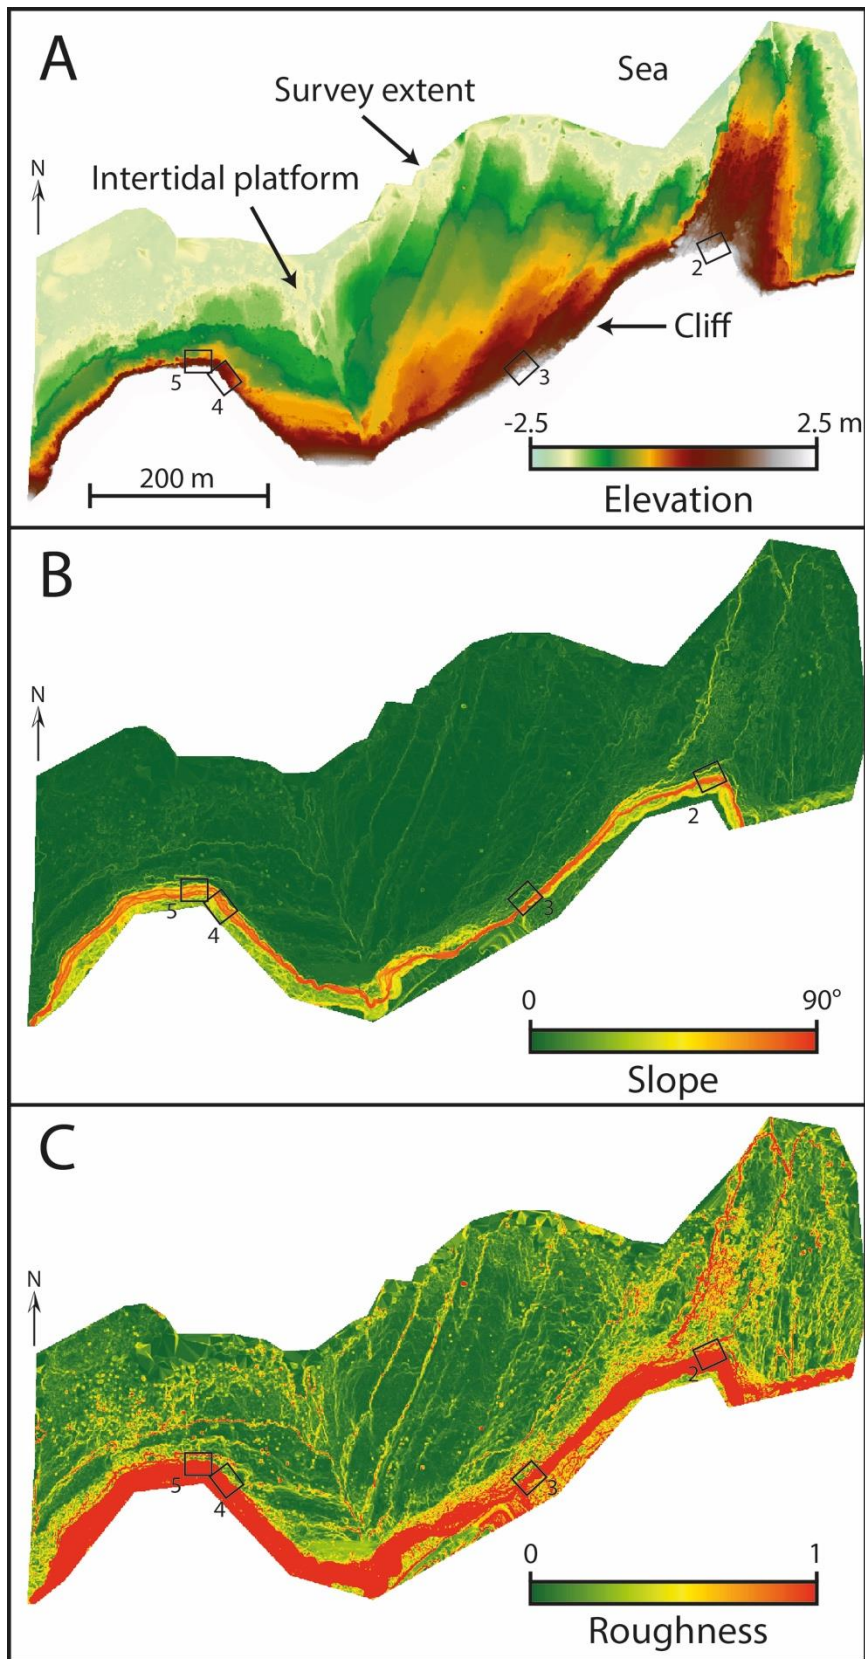 A
Sea
Survey extent
N
Intertidal platform
2
Cliff
3
5
4
-2.5 2.5 m
200 m
Elevation
B
N
2
5
3
4
0 90°
Slope
C
N
2
5
3
4
0 1
Roughness